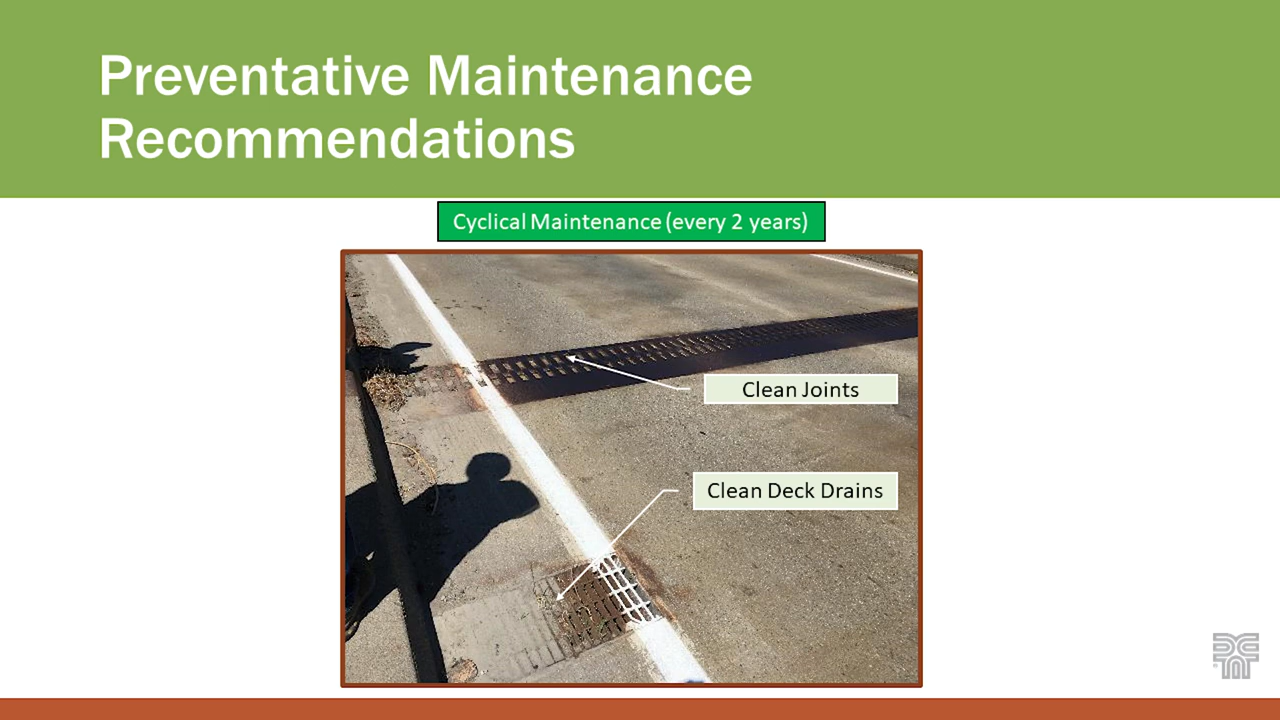 Preventative Maintenance
Recommendations
Cyclical Maintenance (every 2 years)
Clean Joints
Clean Deck Drains